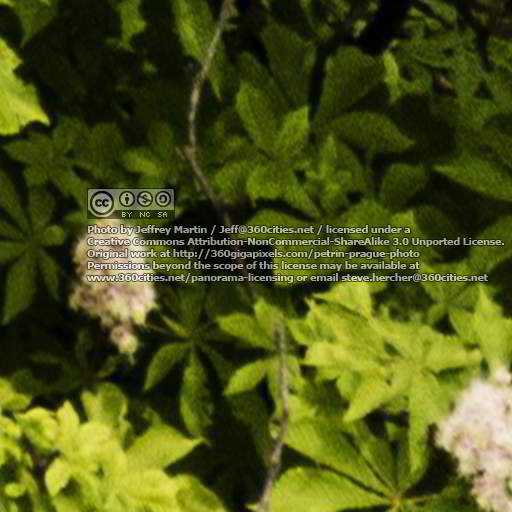 cc
BY NC SA
Photo by Jeffrey Martin / Jeff@360cities.net / licensed under a
Creative Commons Attribution-NonCommercial-ShareAlike 3.0 Unported License.
Original work at http://360gigapixels.com/petrin-prague-photo
Permissions beyond the scope of this license may be available at
www.360cities.net/panorama-licensing or email steve.hercher@360cities.net